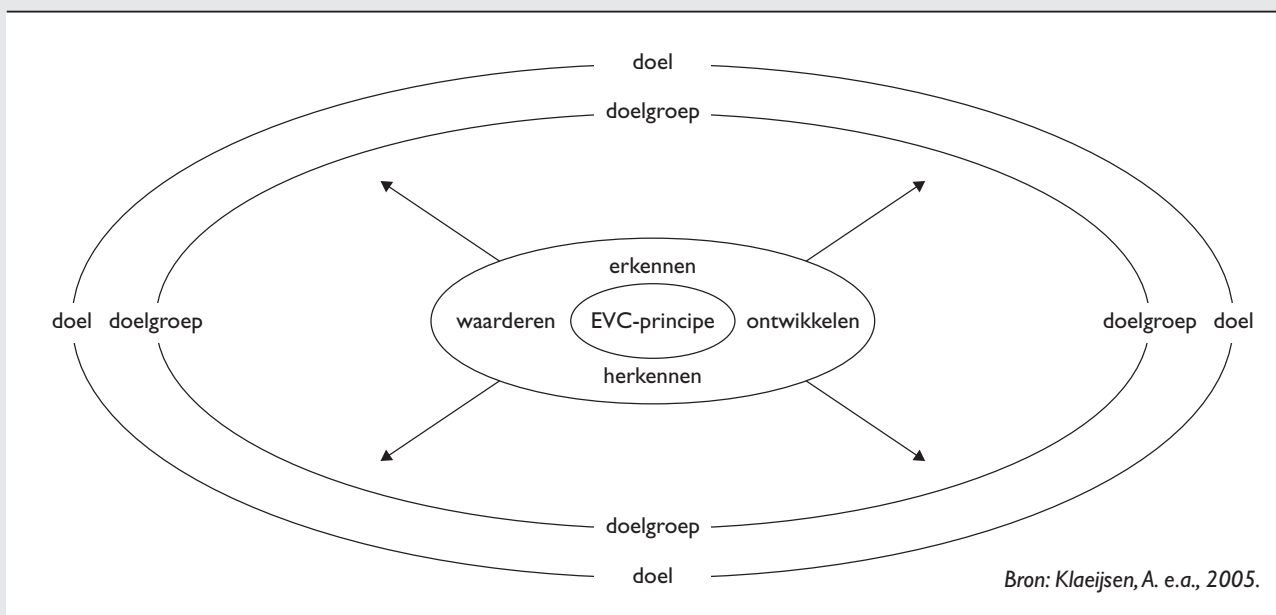 doel
doelgroep
erkennen
doel doelgroep waarderen EVC-principe ontwikkelen doelgroep doel
herkennen
doelgroep
doel
Bron: Klaeijsen, A. e.a., 2005.